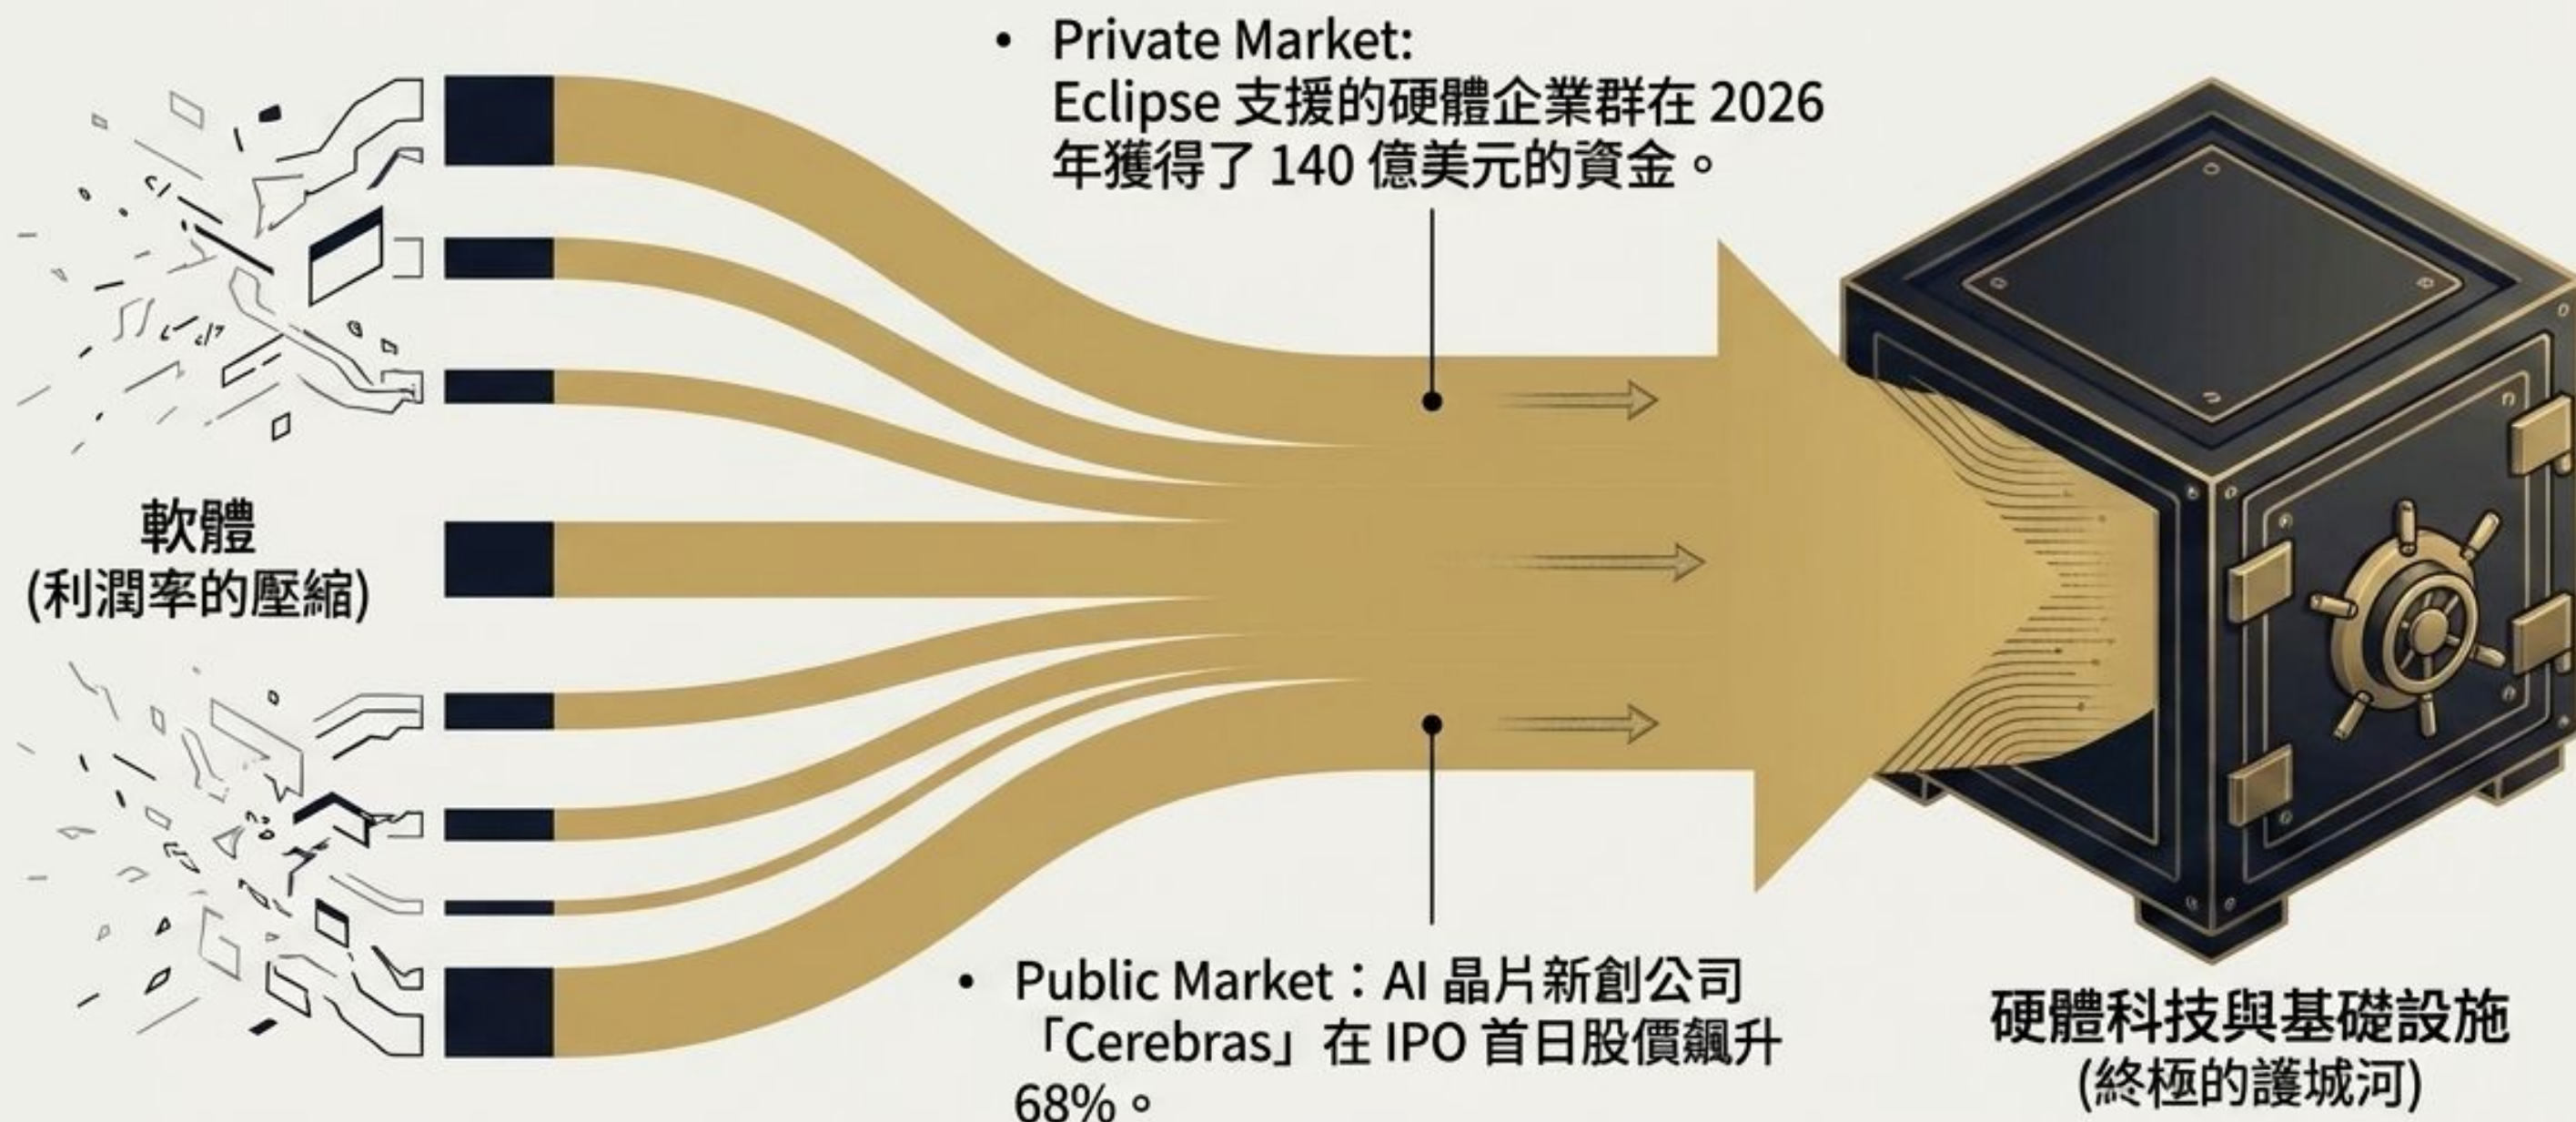 • Private Market:
Eclipse 支援的硬體企業群在 2026
年獲得了 140 億美元的資金。
軟體
(利潤率的壓縮)
• Public Market：AI 晶片新創公司
「Cerebras」在 IPO 首日股價飆升
68%。
硬體科技與基礎設施
(終極的護城河)